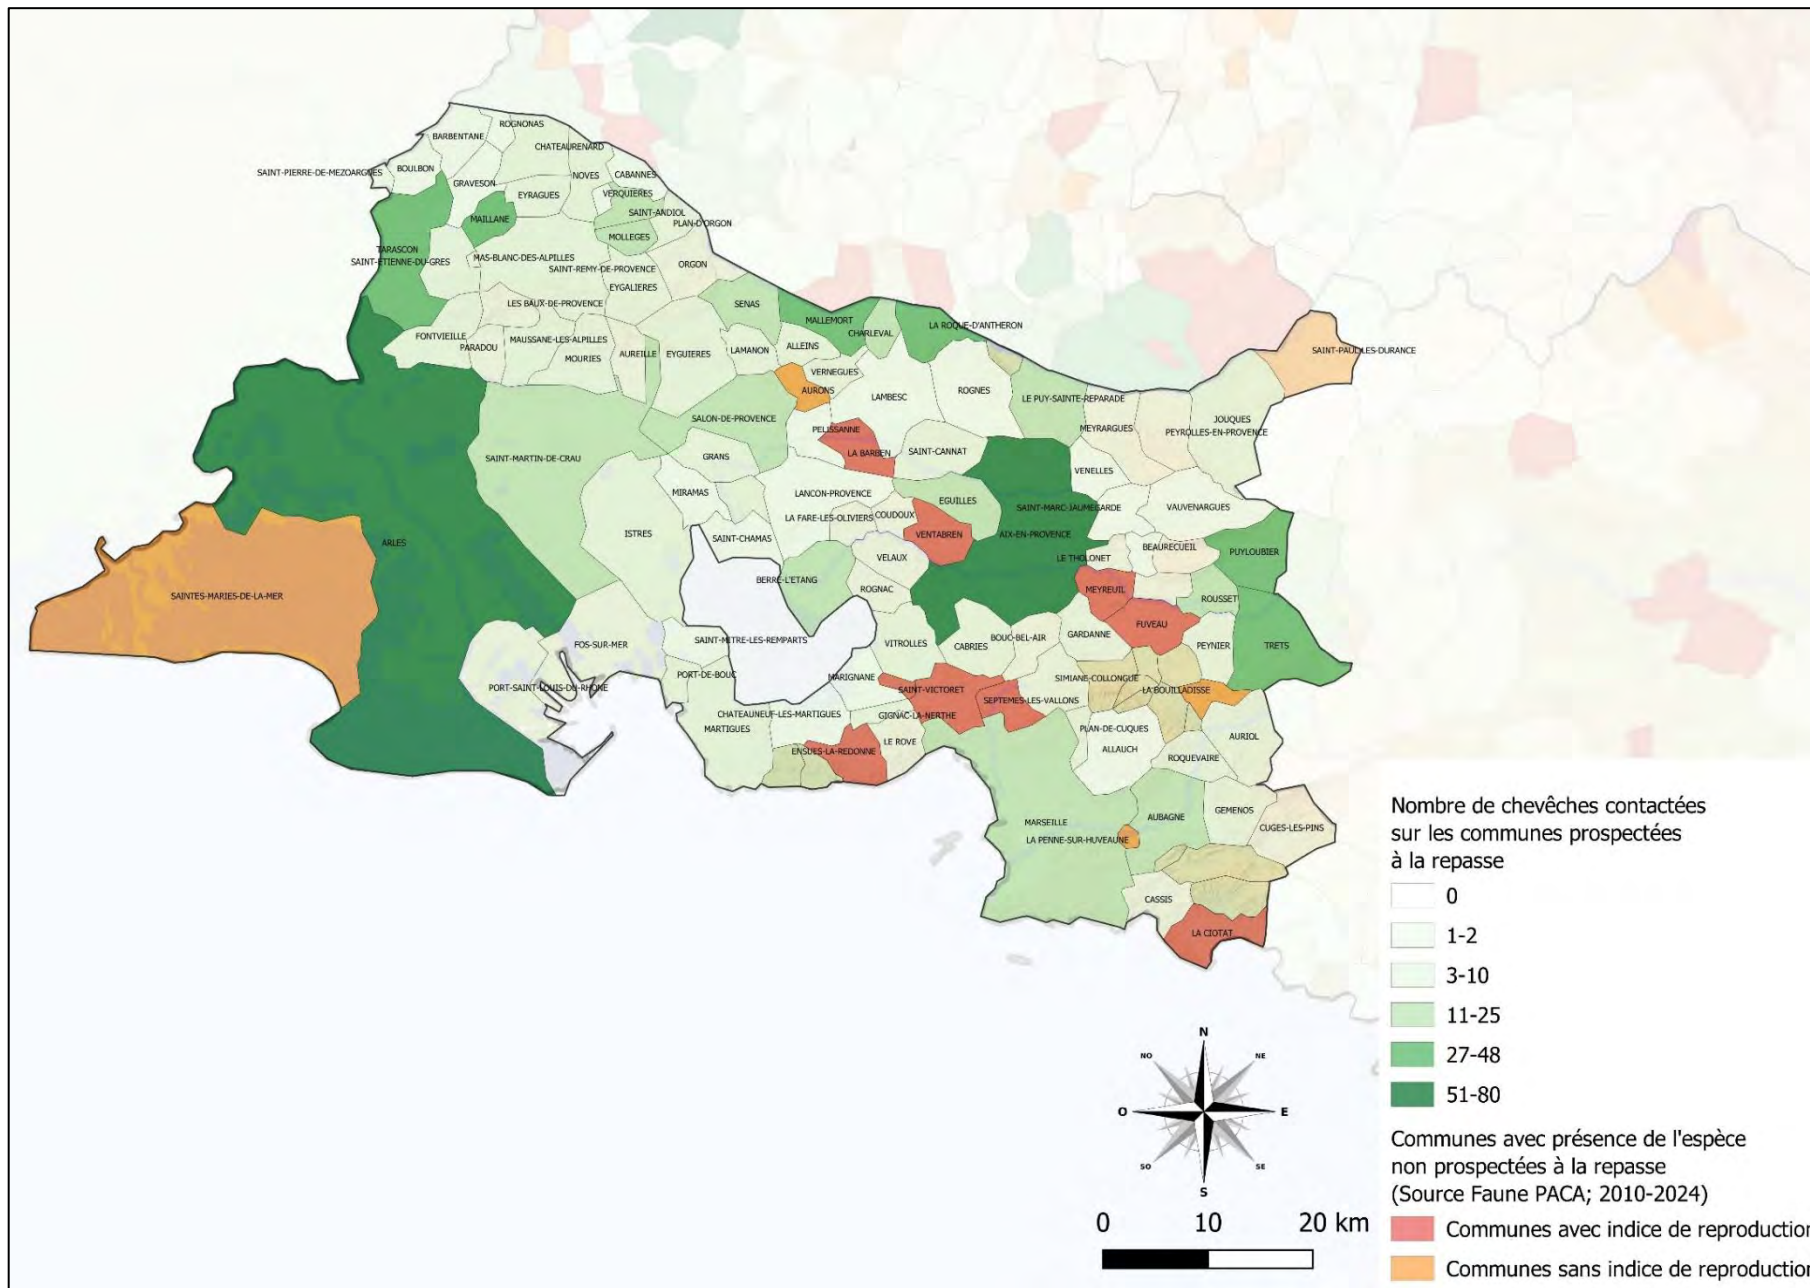 ROGNONAS
BARBENTANE
CHATEAURENARD
SAINT-PIERRE-DE-MEZOARGUES
BOULBON
NOVES
CABANNES
GRAVESON
EYRAGUES
VERQUIERES
MAILLANE
SAINT-ANDIOL
PLAN-D'ORGON
MOLLEGES
TARASCON
SAINT-ETIENNE-DU-GRES
MAS-BLANC-DES-ALPILLES
SAINT-REMY-DE-PROVENCE
ORGON
EYGALIERES
LES BAUX-DE-PROVENCE
SENAS
MALLEMORT
LA ROQUE-D'ANTHERON
CHARLEVAL
FONTVIEILLE
PARADOU
MAUSSANE-LES-ALPILLES
MOURIES
AUREILLE
EYGUIERES
LAMANON
ALLEINS
SAINT-PAUL-LES-DURANCE
VERNEGUES
AURONS
LAMBESC
ROGNES
LE PUY-SAINTE-REPARADE
SALON-DE-PROVENCE
PELISSANNE
MEYRARGUES
JOUQUES
PEYROLLES-EN-PROVENCE
LA BARBEN
SAINT-CANNAT
SAINT-MARTIN-DE-CRAU
GRANS
VENELLES
MIRAMAS
LANCON-PROVENCE
EGUILLES
SAINT-MARC-JAUMEGARDE
VAUVENARGUES
LA FARE-LES-OLIVIERS
COUDOUX
ISTRES
SAINT-CHAMAS
VENTABREN
AIX-EN-PROVENCE
ARLES
BEAURECUEIL
PUYLOUBIER
VELAUX
LE THOLONET
BERRE-L'ETANG
ROGNAC
MEYREUIL
ROUSSET
SAINTES-MARIES-DE-LA-MER
FUVEAU
FOS-SUR-MER
SAINT-MITRE-LES-REMPARTS
VITROLLES
CABRIES
BOUC-BEL-AIR
GARDANNE
PEYNIER
TRETS
PORT-DE-BOUC
MARIGNANE
SIMIANE-COLLONGUE
PORT-SAINT-LOUIS-DU-RHONE
SAINT-VICTORET
SEPTEMES-LES-VALLONS
LA BOUILLADISSE
CHATEAUNEUF-LES-MARTIGUES
GIGNAC-LA-NERTHE
MARTIGUES
PLAN-DE-CUQUES
AURIOL
LE ROVE
ENSUES-LA-REDONNE
ALLAUCH
ROQUEVAIRE
GEMENOS
MARSEILLE
AUBAGNE
CUGES-LES-PINS
LA PENNE-SUR-HUVEAUNE
CASSIS
LA CIOTAT
Nombre de chevêches contactées
sur les communes prospectées
à la repasse
0
1-2
3-10
11-25
27-48
51-80
Communes avec présence de l'espèce
non prospectées à la repasse
(Source Faune PACA; 2010-2024)
Communes avec indice de reproduction
Communes sans indice de reproduction
N
NO
NE
O
E
SO
SE
S
0 10 20 km